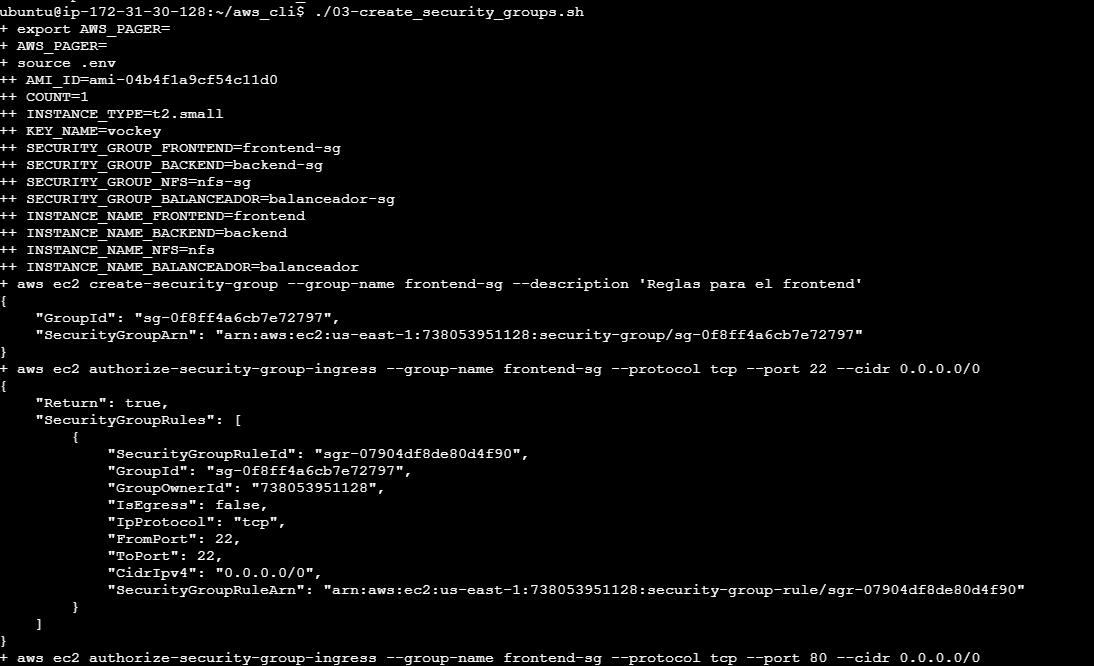 ubuntu@ip-172-31-30-128:~/aws_cli$ ./03-create_security_groups.sh
+ export AWS_PAGER=
+ AWS_PAGER=
+ source .env
++ AMI_ID=ami-04b4f1a9cf54c11d0
++ COUNT=1
++ INSTANCE_TYPE=t2.small
++ KEY_NAME=vockey
++ SECURITY_GROUP_FRONTEND=frontend-sg
++ SECURITY_GROUP_BACKEND=backend-sg
++ SECURITY_GROUP_NFS=nfs-sg
++ SECURITY_GROUP_BALANCEADOR=balanceador-sg
++ INSTANCE_NAME_FRONTEND=frontend
++ INSTANCE_NAME_BACKEND=backend
++ INSTANCE_NAME_NFS=nfs
++ INSTANCE_NAME_BALANCEADOR=balanceador
+ aws ec2 create-security-group --group-name frontend-sg --description 'Reglas para el frontend'
{
    "GroupId": "sg-0f8ff4a6cb7e72797",
    "SecurityGroupArn": "arn:aws:ec2:us-east-1:738053951128:security-group/sg-0f8ff4a6cb7e72797"
}
+ aws ec2 authorize-security-group-ingress --group-name frontend-sg --protocol tcp --port 22 --cidr 0.0.0.0/0
{
    "Return": true,
    "SecurityGroupRules": [
        {
            "SecurityGroupRuleId": "sgr-07904df8de80d4f90",
            "GroupId": "sg-0f8ff4a6cb7e72797",
            "GroupOwnerId": "738053951128",
            "IsEgress": false,
            "IpProtocol": "tcp",
            "FromPort": 22,
            "ToPort": 22,
            "CidrIpv4": "0.0.0.0/0",
            "SecurityGroupRuleArn": "arn:aws:ec2:us-east-1:738053951128:security-group-rule/sgr-07904df8de80d4f90"
        }
    ]
}
+ aws ec2 authorize-security-group-ingress --group-name frontend-sg --protocol tcp --port 80 --cidr 0.0.0.0/0